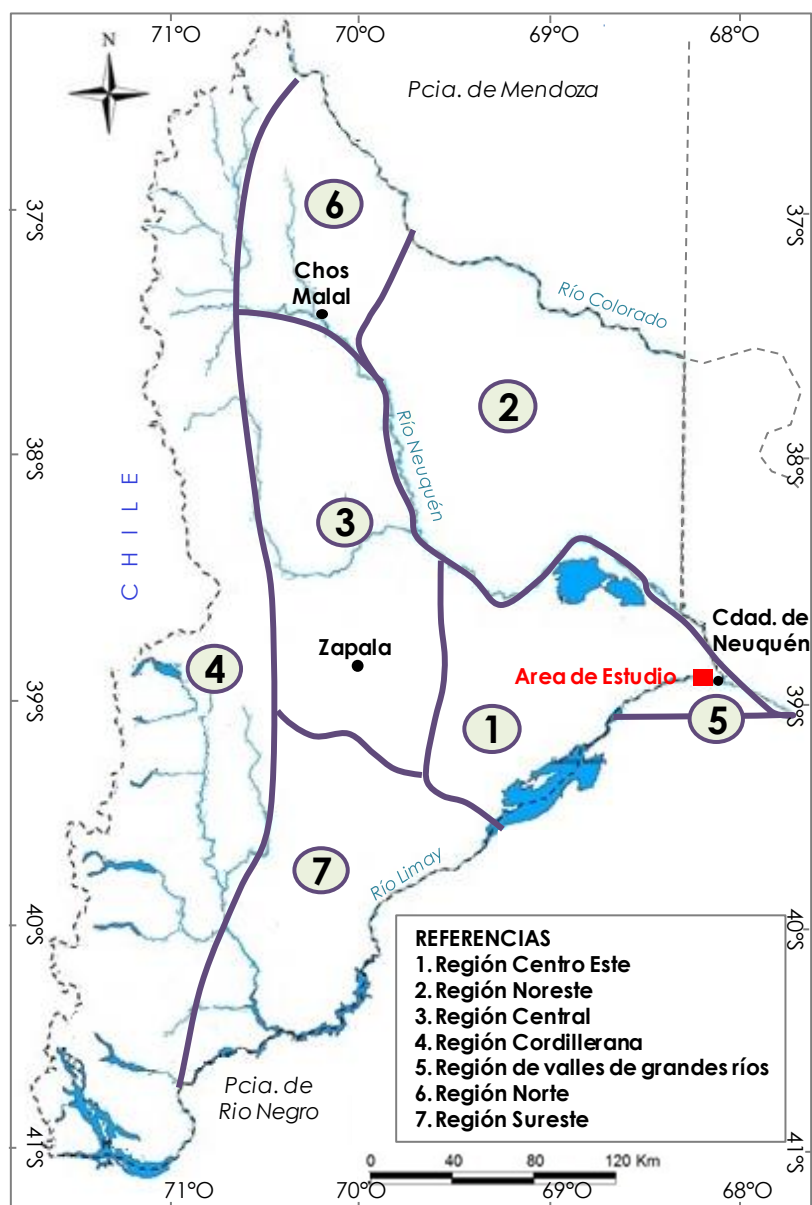 71°O 70°O 69°O 68°O
N
Pcia. de Mendoza
37°S 37°S
6
Chos
Malal
Río Colorado
2
Río Neuquén
38°S 38°S
CHILE
3
Cdad. de
Neuquén
Zapala
4
Area de Estudio
39°S 39°S
1
5
7
Río Limay
40°S 40°S
REFERENCIAS
1. Región Centro Este
2. Región Noreste
3. Región Central
4. Región Cordillerana
5. Región de valles de grandes ríos
6. Región Norte
7. Región Sureste
Pcia. de
Rio Negro
41°S 41°S
0 40 80 120 Km
71°O 70°O 69°O 68°O